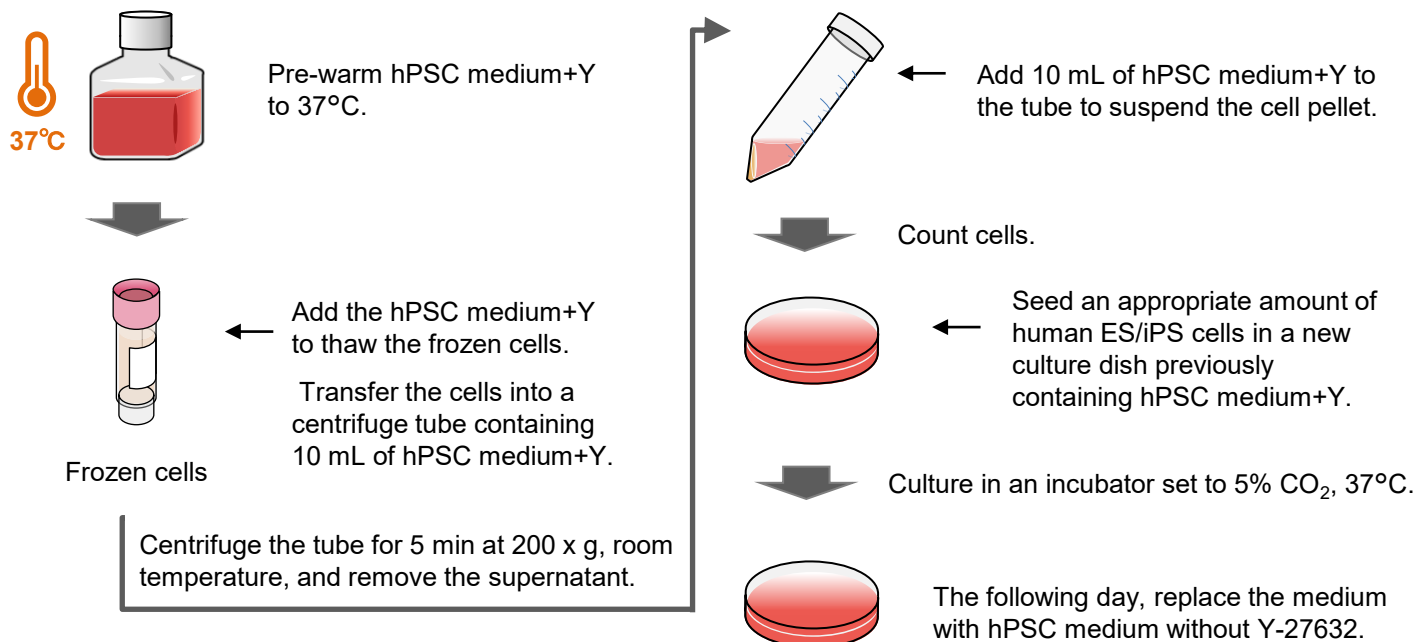 37℃
Pre-warm hPSC medium+Y
to 37°C.
Add the hPSC medium+Y
to thaw the frozen cells.
Transfer the cells into a
centrifuge tube containing
10 mL of hPSC medium+Y.
Frozen cells
Centrifuge the tube for 5 min at 200 x g, room
temperature, and remove the supernatant.
Add 10 mL of hPSC medium+Y to
the tube to suspend the cell pellet.
Count cells.
Seed an appropriate amount of
human ES/iPS cells in a new
culture dish previously
containing hPSC medium+Y.
Culture in an incubator set to 5% CO₂, 37°C.
The following day, replace the medium
with hPSC medium without Y-27632.